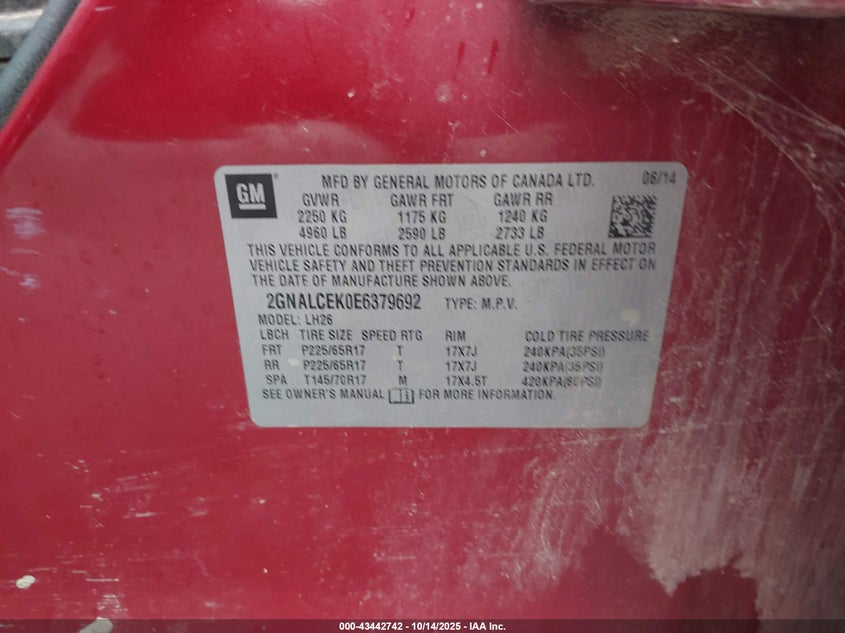 GM ®
MFD BY GENERAL MOTORS OF CANADA LTD. 06/14
GVWR GAWR FRT GAWR RR
2250 KG 1175 KG 1240 KG
4960 LB 2590 LB 2733 LB
THIS VEHICLE CONFORMS TO ALL APPLICABLE U.S. FEDERAL MOTOR
VEHICLE SAFETY AND THEFT PREVENTION STANDARDS IN EFFECT ON
THE DATE OF MANUFACTURE SHOWN ABOVE.
2GNALCEK0E6379692 TYPE: M.P.V.
MODEL: LH26
LBCH TIRE SIZE SPEED RTG RIM COLD TIRE PRESSURE
FRT P225/65R17 T 17X7J 240KPA(35PSI)
RR P225/65R17 T 17X7J 240KPA(35PSI)
SPA T145/70R17 M 17X4.5T 420KPA(60PSI)
SEE OWNER'S MANUAL FOR MORE INFORMATION.
000-43442742 | 10/14/2025 - IAA Inc.